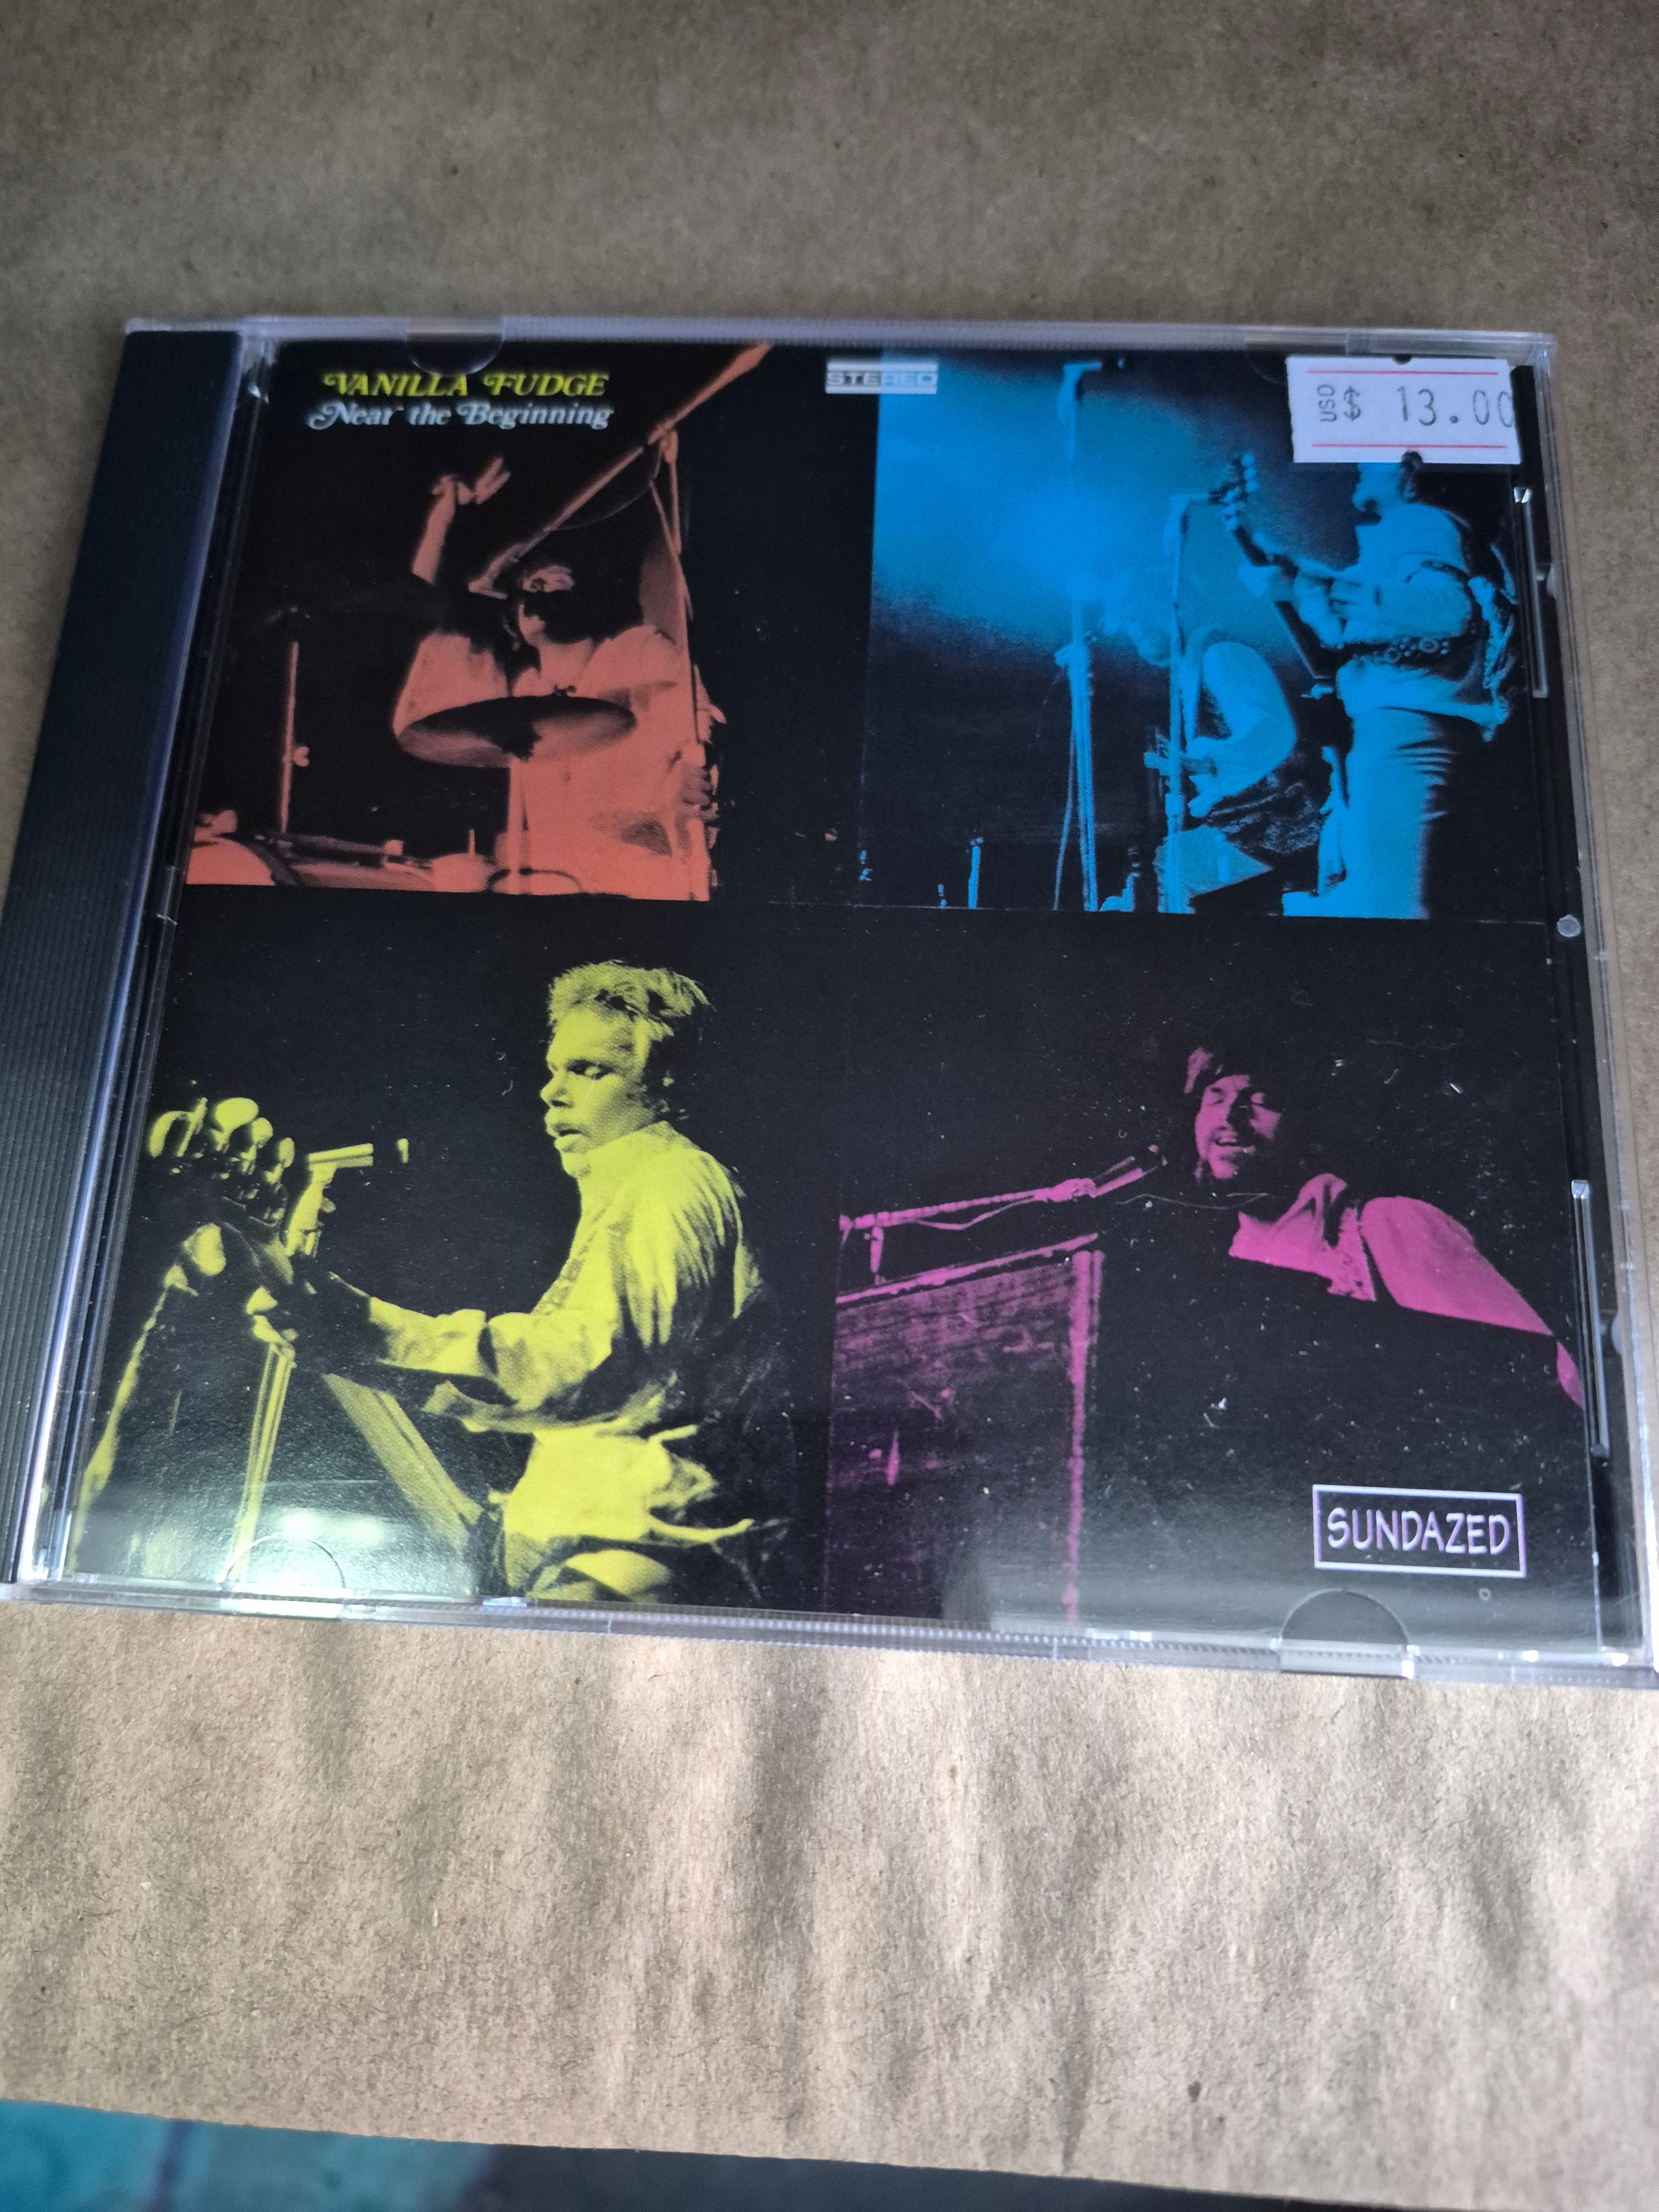 VANILLA FUDGE
Near the Beginning
STEREO
USD $ 13.00
SUNDAZED